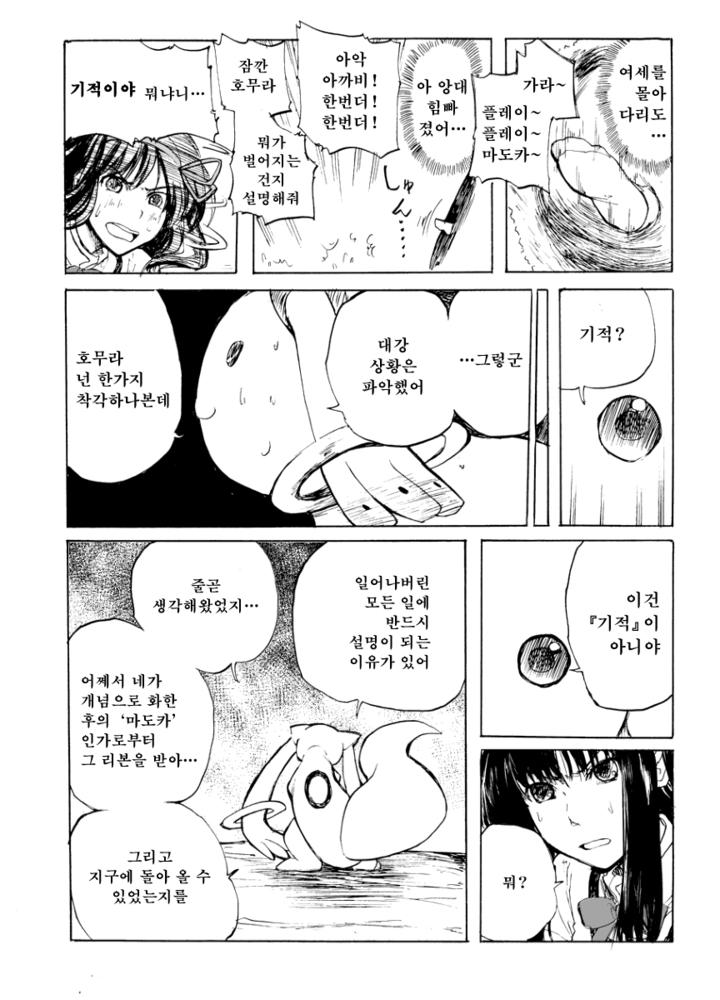 여세를
몰아
다리도…
가라~
플레이~
플레이~
마도카~
아 앙대
힘빠
졌어…
しゅん……
아악
아까비!
한번더!
한번더!
잠깐
호무라
뭐가
벌어지는
건지
설명해줘
기적이야 뭐냐니…
기적?
…그렇군
대강
상황은
파악했어
호무라
넌 한가지
착각하나본데
이건
『기적』이
아니야
뭐?
일어나버린
모든 일에
반드시
설명이 되는
이유가 있어
줄곧
생각해왔었지…
어쩨서 네가
개념으로 화한
후의 ‘마도카’
인가로부터
그 리본을 받아…
그리고
지구에 돌아 올 수
있었는지를